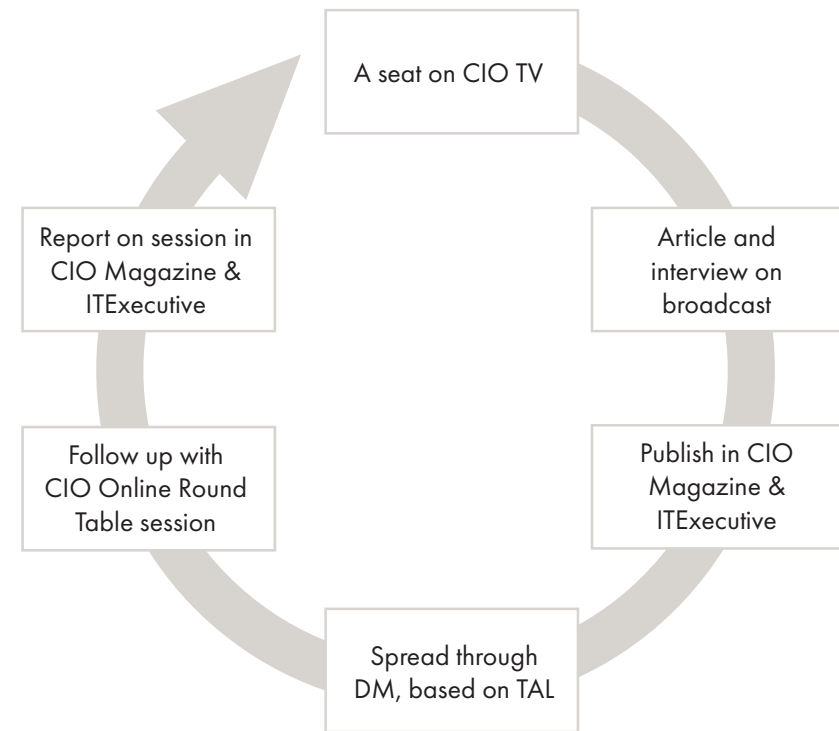 A seat on CIO TV
Article and
interview on
broadcast
Publish in CIO
Magazine &
ITExecutive
Spread through
DM, based on TAL
Follow up with
CIO Online Round
Table session
Report on session in
CIO Magazine &
ITExecutive